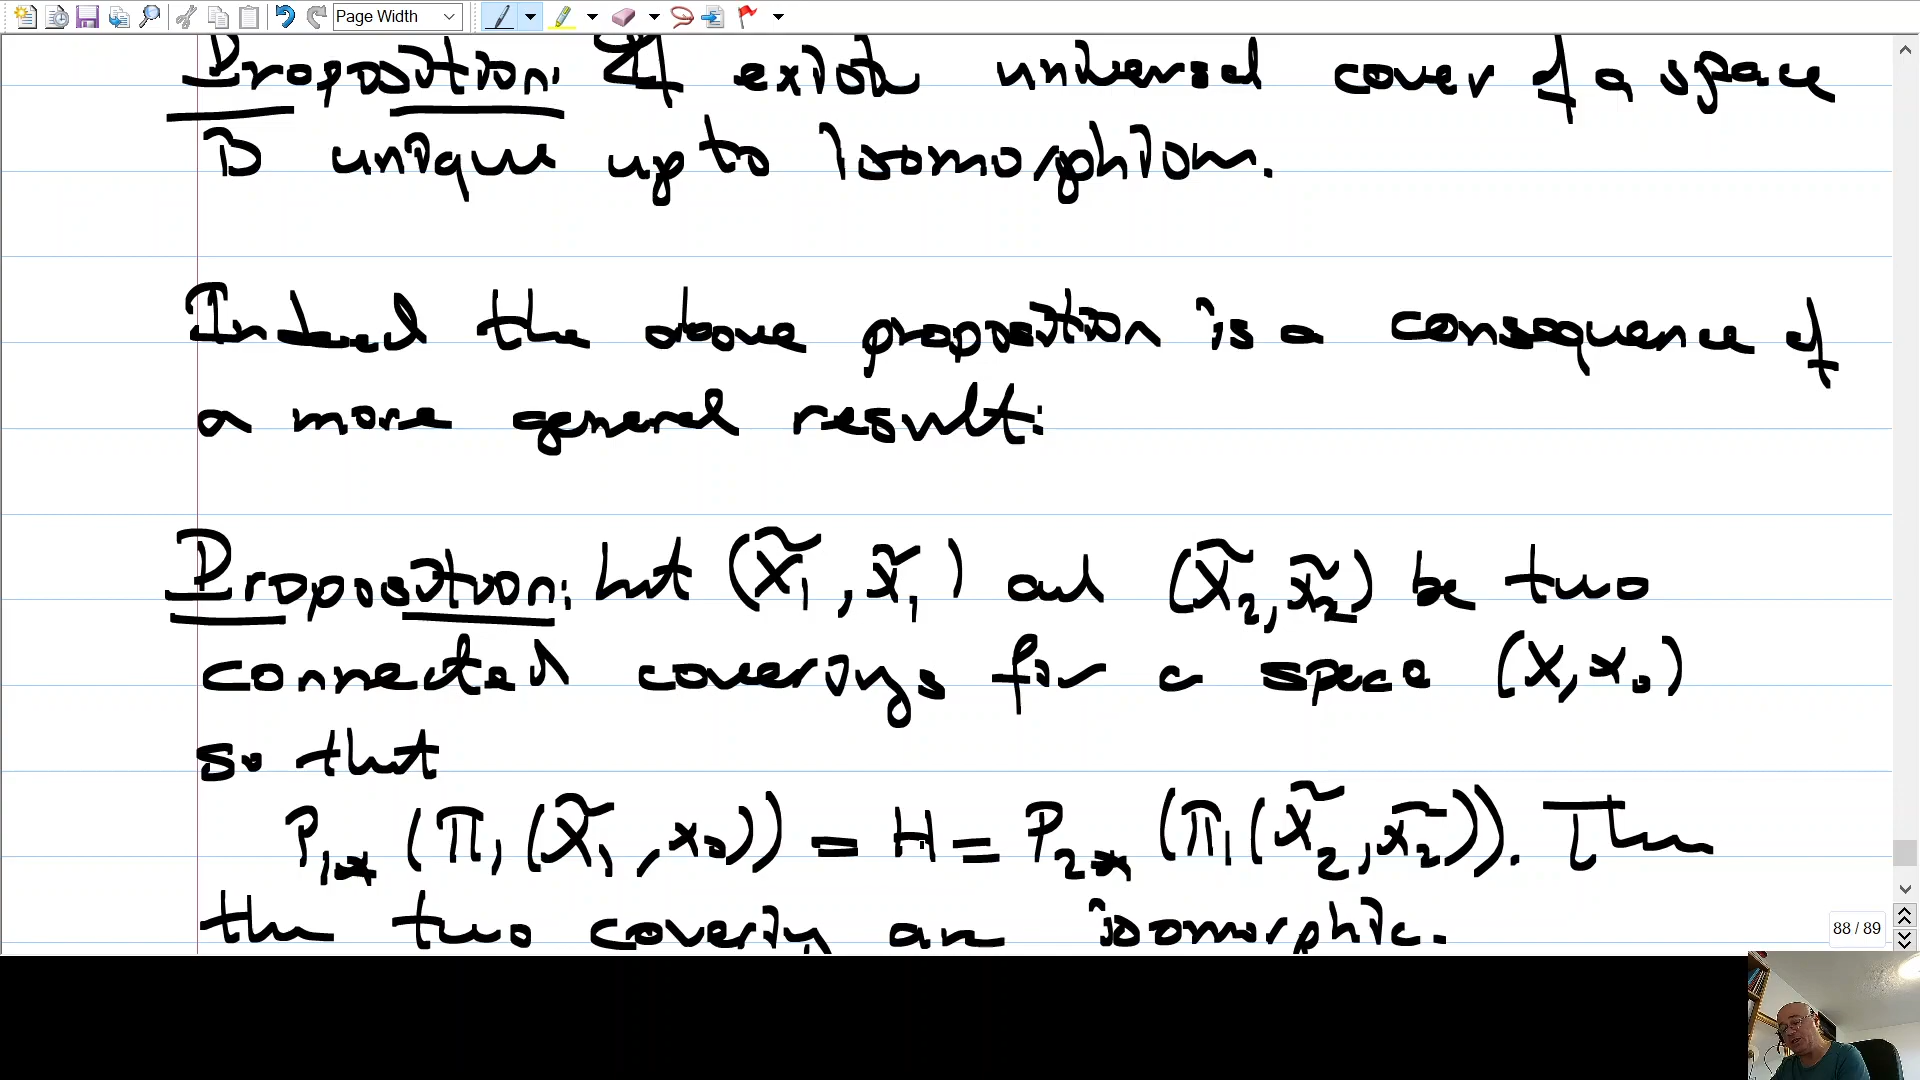 Page Width
Proposition: If exists universal cover of a space
B unique up to isomorphism.
Indeed the above proposition is a consequence of
a more general result:
Proposition: Let (X̃₁, x̃₁) and (X̃₂, x̃₂) be two
connected coverings for a space (X, x₀)
so that
P₁* (π₁(X̃₁, x₀)) = H = P₂* (π₁(X̃₂, x̃₂)). Then
the two covering are isomorphic.
88 / 89